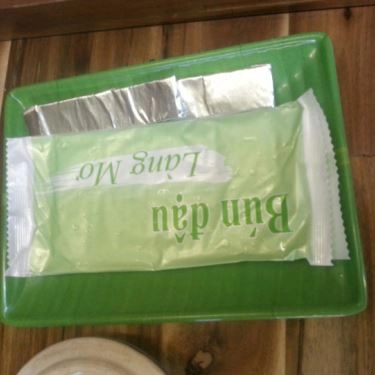 Bún đậu
Làng Mơ